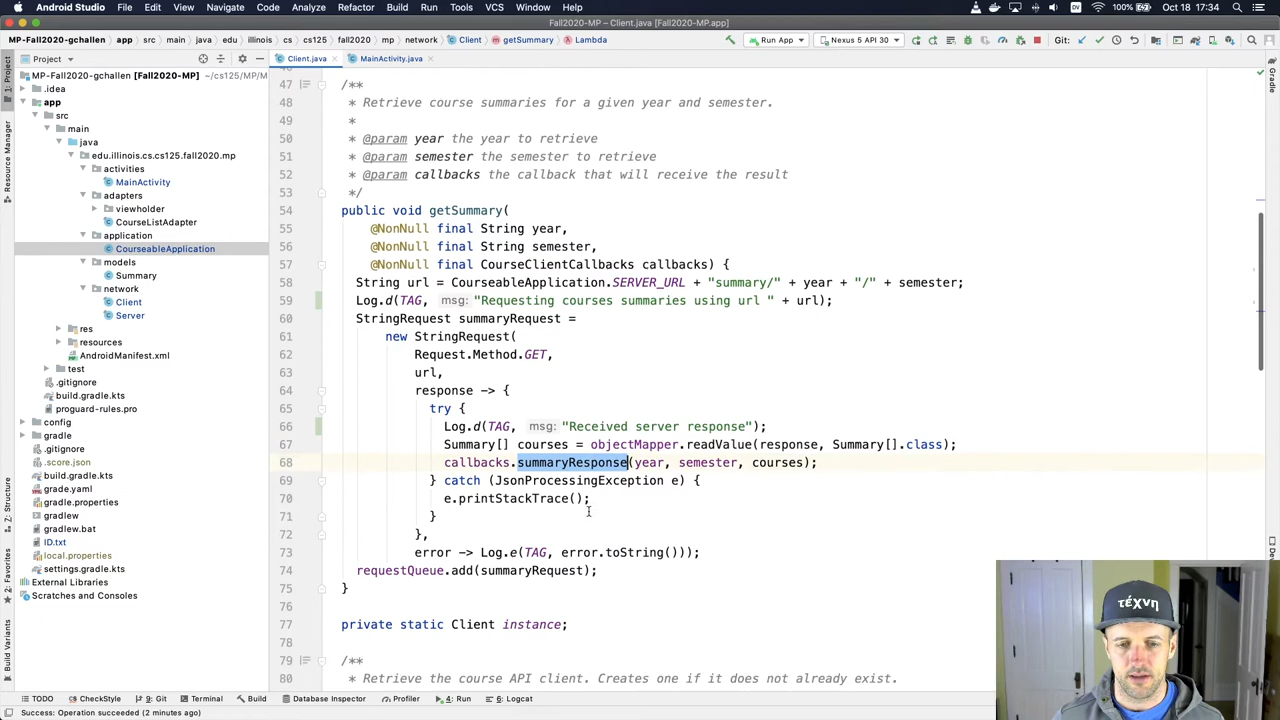 Android Studio File Edit View Navigate Code Analyze Refactor Build Run Tools VCS Window Help 100% Oct 18 17:34
Fall2020-MP – Client.java [Fall2020-MP.app]
MP-Fall2020-gchallen app src main java edu illinois cs cs125 fall2020 mp network Client getSummary Lambda Run App Nexus 5 API 30 Git:
Project
Client.java
MainActivity.java
MP-Fall2020-gchallen [Fall2020-MP] ~/cs125/MP/M
.idea
app
src
main
java
edu.illinois.cs.cs125.fall2020.mp
activities
MainActivity
adapters
viewholder
CourseListAdapter
application
CourseableApplication
models
Summary
network
Client
Server
res
resources
AndroidManifest.xml
test
.gitignore
build.gradle.kts
proguard-rules.pro
config
gradle
.gitignore
.score.json
build.gradle.kts
grade.yaml
gradle.properties
gradlew
gradlew.bat
ID.txt
local.properties
settings.gradle.kts
External Libraries
Scratches and Consoles
1: Project
Resource Manager
7: Structure
2: Favorites
Build Variants
47 /**
48 * Retrieve course summaries for a given year and semester.
49 *
50 * @param year the year to retrieve
51 * @param semester the semester to retrieve
52 * @param callbacks the callback that will receive the result
53 */
54 public void getSummary(
55 @NonNull final String year,
56 @NonNull final String semester,
57 @NonNull final CourseClientCallbacks callbacks) {
58 String url = CourseableApplication.SERVER_URL + "summary/" + year + "/" + semester;
59 Log.d(TAG, msg: "Requesting courses summaries using url " + url);
60 StringRequest summaryRequest =
61 new StringRequest(
62 Request.Method.GET,
63 url,
64 response -> {
65 try {
66 Log.d(TAG, msg: "Received server response");
67 Summary[] courses = objectMapper.readValue(response, Summary[].class);
68 callbacks.summaryResponse(year, semester, courses);
69 } catch (JsonProcessingException e) {
70 e.printStackTrace();
71 }
72 },
73 error -> Log.e(TAG, error.toString()));
74 requestQueue.add(summaryRequest);
75 }
76
77 private static Client instance;
78
79 /**
80 * Retrieve the course API client. Creates one if it does not already exist.
Gradle
τέχνη
TODO CheckStyle 9: Git Terminal Build Database Inspector Profiler 4: Run 6: Logcat
Success: Operation succeeded (2 minutes ago)